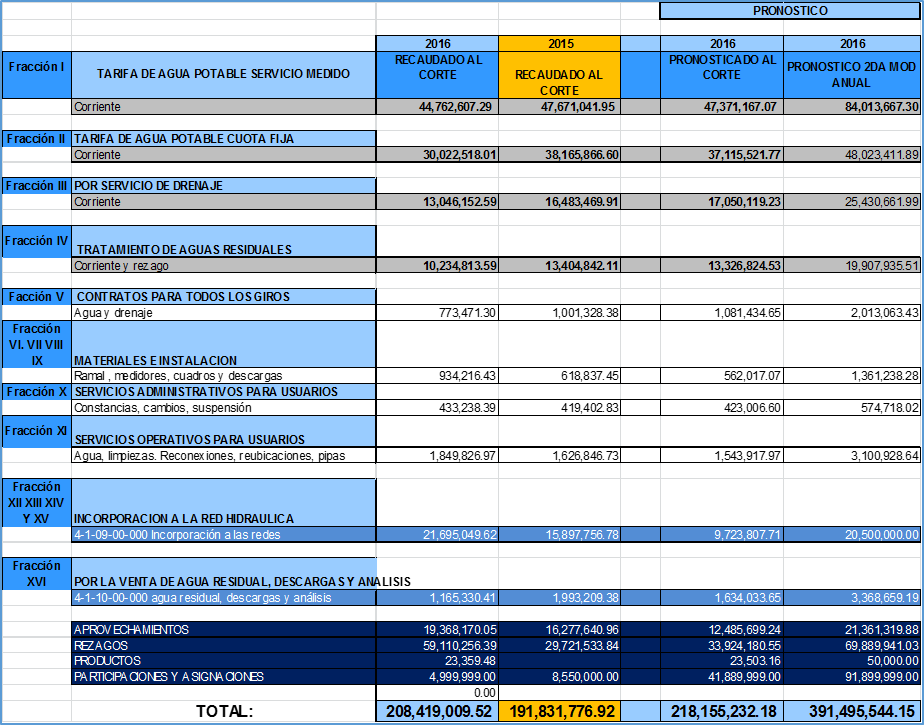 PRONOSTICO
2016 2015 2016 2016
Fracción I TARIFA DE AGUA POTABLE SERVICIO MEDIDO RECAUDADO AL CORTE RECAUDADO AL CORTE PRONOSTICADO AL CORTE PRONOSTICO 2DA MOD ANUAL
Corriente 44,762,607.29 47,671,041.95 47,371,167.07 84,013,667.30
Fracción II TARIFA DE AGUA POTABLE CUOTA FIJA
Corriente 30,022,518.01 38,165,866.60 37,115,521.77 48,023,411.89
Fracción III POR SERVICIO DE DRENAJE
Corriente 13,046,152.59 16,483,469.91 17,050,119.23 25,430,661.99
Fracción IV TRATAMIENTO DE AGUAS RESIDUALES
Corriente y rezago 10,234,813.59 13,404,842.11 13,326,824.53 19,907,935.51
Facción V CONTRATOS PARA TODOS LOS GIROS
Agua y drenaje 773,471.30 1,001,328.38 1,081,434.65 2,013,063.43
Fracción
VI. VII VIII
IX MATERIALES E INSTALACION
Ramal , medidores, cuadros y descargas 934,216.43 618,837.45 562,017.07 1,361,238.28
Fracción X SERVICIOS ADMINISTRATIVOS PARA USUARIOS
Constancias, cambios, suspensión 433,238.39 419,402.83 423,006.60 574,718.02
Fracción XI SERVICIOS OPERATIVOS PARA USUARIOS
Agua, limpiezas. Reconexiones, reubicaciones, pipas 1,849,826.97 1,626,846.73 1,543,917.97 3,100,928.64
Fracción
XII XIII XIV
Y XV INCORPORACION A LA RED HIDRAULICA
4-1-09-00-000 Incorporación a las redes 21,695,049.62 15,897,756.78 9,723,807.71 20,500,000.00
Fracción
XVI POR LA VENTA DE AGUA RESIDUAL, DESCARGAS Y ANALISIS
4-1-10-00-000 agua residual, descargas y análisis 1,165,330.41 1,993,209.38 1,634,033.65 3,368,659.19
APROVECHAMIENTOS 19,368,170.05 16,277,640.96 12,485,699.24 21,361,319.88
REZAGOS 59,110,256.39 29,721,533.84 33,924,180.55 69,889,941.03
PRODUCTOS 23,359.48 23,503.16 50,000.00
PARTICIPACIONES Y ASIGNACIONES 4,999,999.00 8,550,000.00 41,889,999.00 91,899,999.00
0.00
TOTAL: 208,419,009.52 191,831,776.92 218,155,232.18 391,495,544.15